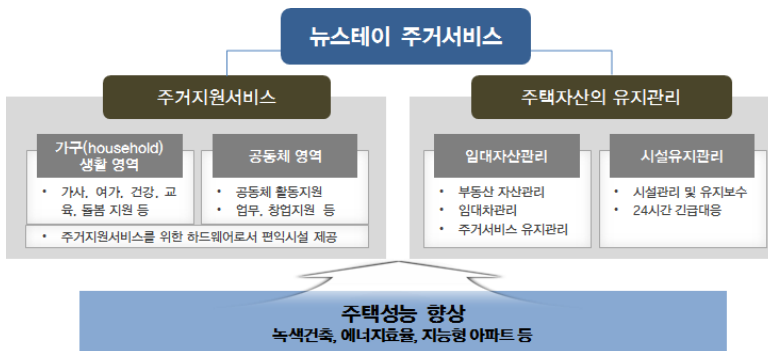 뉴스테이 주거서비스
주거지원서비스
주택자산의 유지관리
가구(household)
생활 영역
공동체 영역
임대자산관리
시설유지관리
• 가사, 여가, 건강, 교
육, 돌봄 지원 등
• 공동체 활동지원
• 업무, 창업지원 등
• 주거지원서비스를 위한 하드웨어로서 편익시설 제공
• 부동산 자산관리
• 임대차관리
• 주거서비스 유지관리
• 시설관리 및 유지보수
• 24시간 긴급대응
주택성능 향상
녹색건축, 에너지효율, 지능형 아파트 등